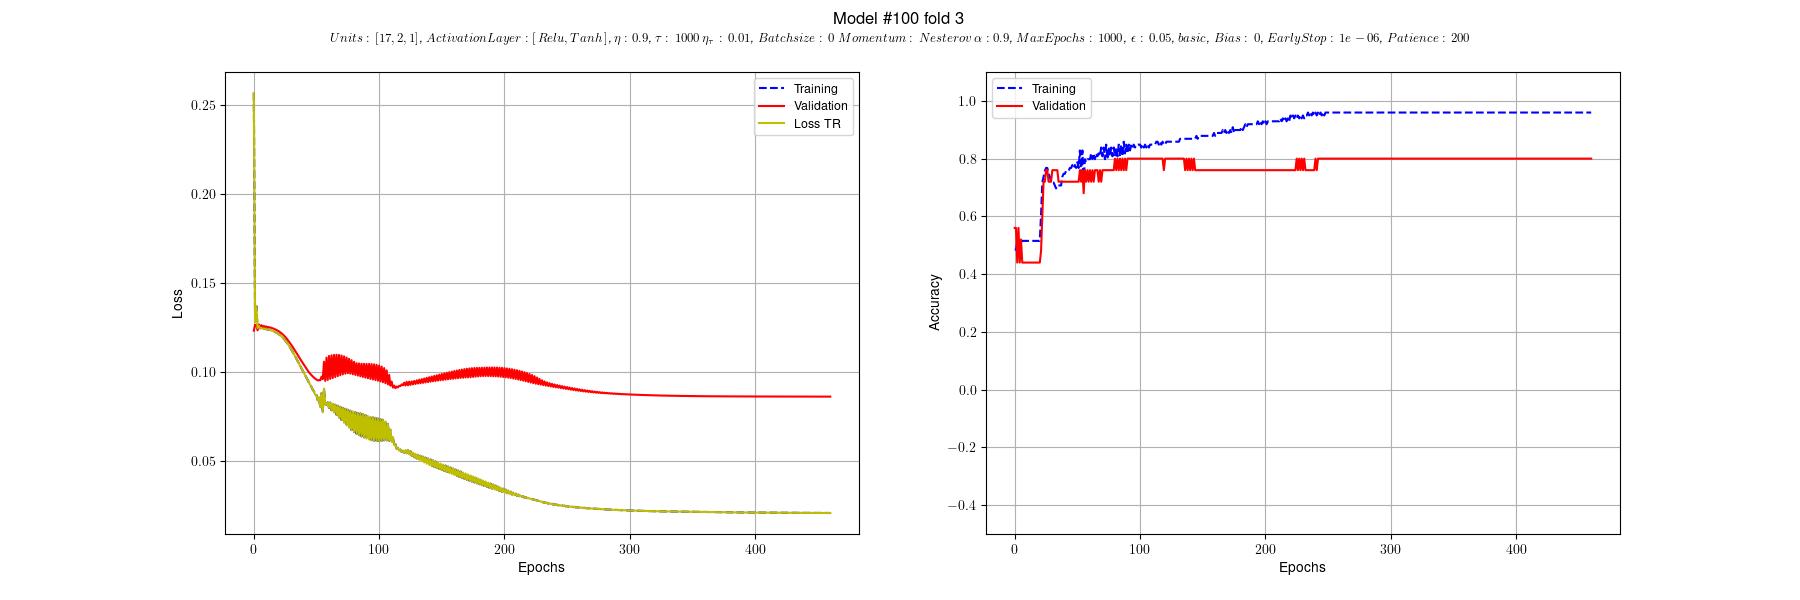 Model #100 fold 3
Units : [17, 2, 1], ActivationLayer : [ Relu, Tanh], η : 0.9, τ : 1000 ητ : 0.01, Batchsize : 0 Momentum : Nesterov α : 0.9, MaxEpochs : 1000, ϵ : 0.05, basic, Bias : 0, EarlyStop : 1e − 06, Patience : 200
Training
Validation
Loss TR
0.25
0.20
0.15
0.10
0.05
Loss
0 100 200 300 400
Epochs
Training
Validation
1.0
0.8
0.6
0.4
0.2
0.0
−0.2
−0.4
Accuracy
0 100 200 300 400
Epochs